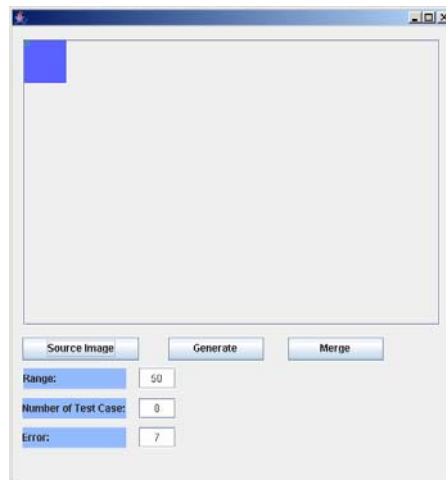 Source Image Generate Merge
Range: 50
Number of Test Case: 8
Error: 7